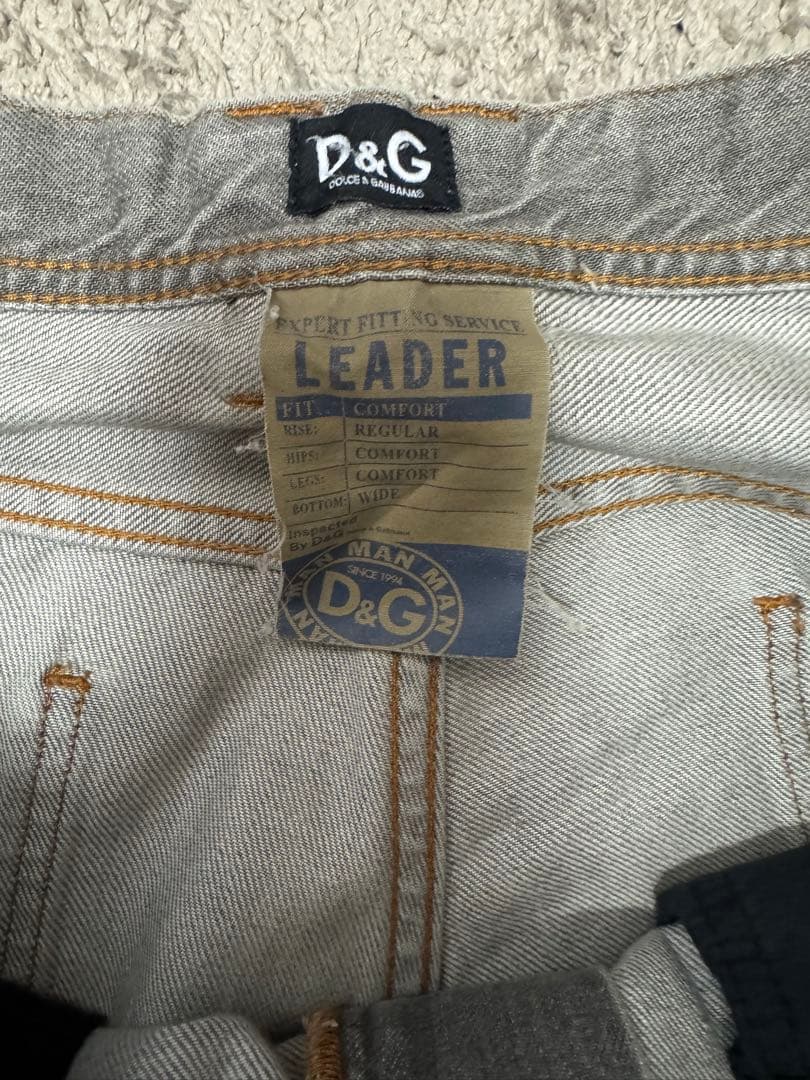 D&G
DOLCE & GABBANA
EXPERT FITTING SERVICE
LEADER
FIT: COMFORT
RISE: REGULAR
HIPS: COMFORT
LEGS: COMFORT
BOTTOM: WIDE
Inspected
By D&G
MAN MAN MAN
SINCE 1994
D&G